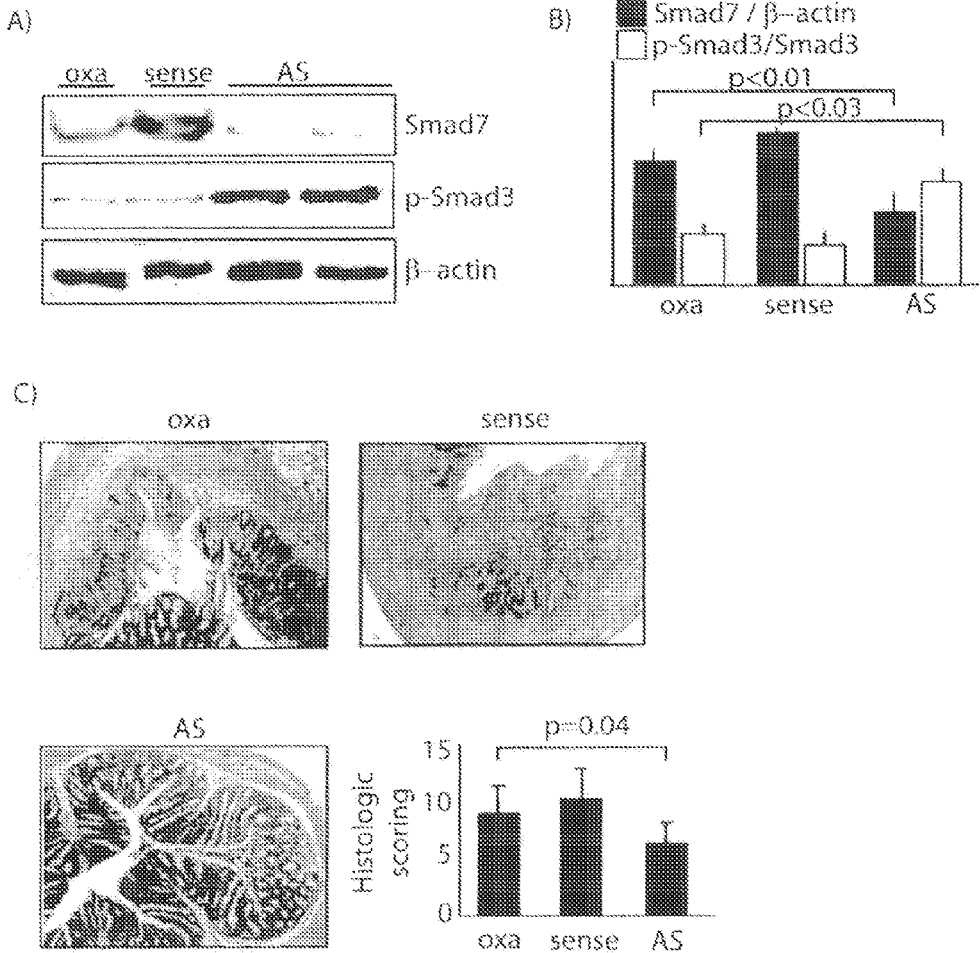 A)
oxa sense AS
Smad7
p-Smad3
β-actin
B)
Smad7 / β-actin
p-Smad3/Smad3
p<0.01
p<0.03
oxa sense AS
C)
oxa sense
AS
p=0.04
Histologic
scoring
15
10
5
0
oxa sense AS